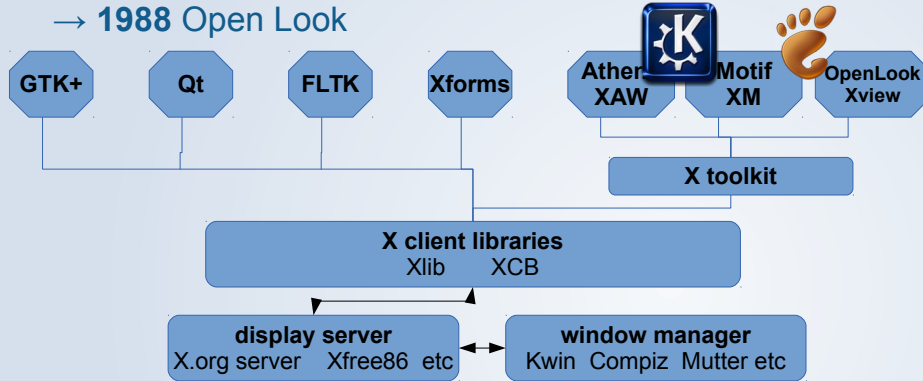 → 1988 Open Look
GTK+
Qt
FLTK
Xforms
Ather
XAW
Motif
XM
OpenLook
Xview
X toolkit
X client libraries
Xlib XCB
display server
X.org server Xfree86 etc
window manager
Kwin Compiz Mutter etc